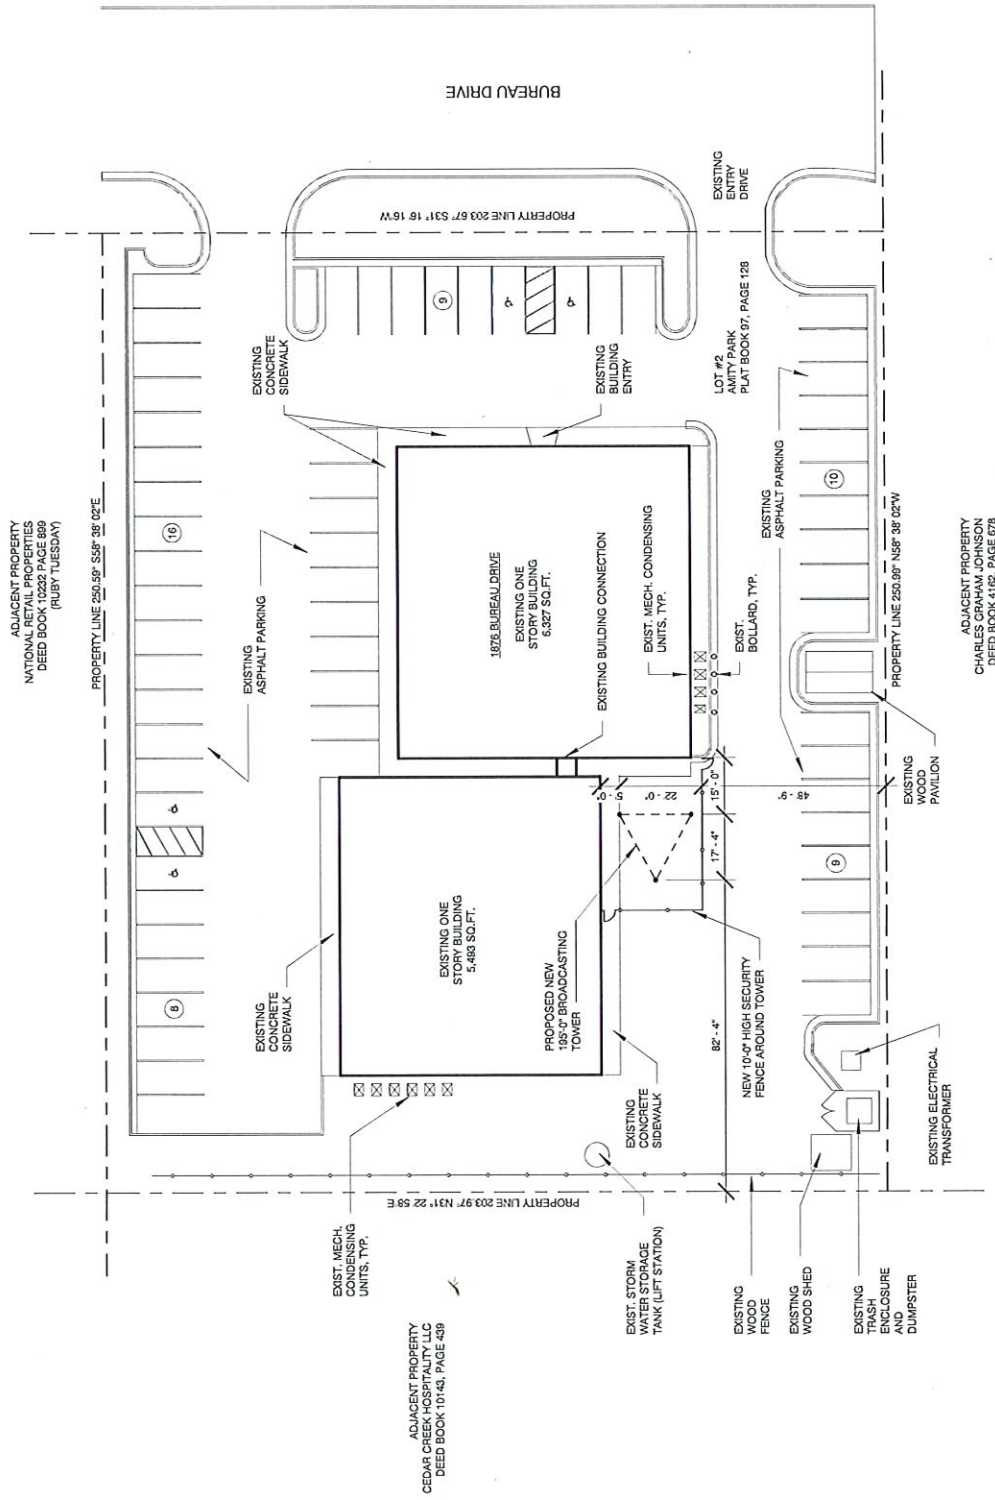 ADJACENT PROPERTY
NATIONAL RETAIL PROPERTIES
DEED BOOK 10232 PAGE 899
(RUBY TUESDAY)
PROPERTY LINE 250.59' S58° 38' 02"E
BUREAU DRIVE
PROPERTY LINE 203.67' S31° 16' 16"W
EXISTING
ENTRY
DRIVE
16
8
EXISTING
ASPHALT PARKING
EXISTING
CONCRETE
SIDEWALK
9
EXISTING
BUILDING
ENTRY
LOT #2
AMITY PARK
PLAT BOOK 97, PAGE 128
1876 BUREAU DRIVE
EXISTING ONE
STORY BUILDING
6,327 SQ.FT.
EXISTING BUILDING CONNECTION
EXIST. MECH. CONDENSING
UNITS, TYP.
EXIST.
BOLLARD, TYP.
EXISTING
ASPHALT PARKING
10
PROPERTY LINE 250.99' N58° 38' 02"W
ADJACENT PROPERTY
CHARLES GRAHAM JOHNSON
DEED BOOK 4162, PAGE 678
EXISTING
WOOD
PAVILION
EXISTING
CONCRETE
SIDEWALK
EXISTING ONE
STORY BUILDING
5,493 SQ.FT.
5' - 0"
22' - 0"
15' - 0"
48' - 9"
17' - 4"
82' - 4"
9
PROPOSED NEW
195'-0" BROADCASTING
TOWER
NEW 10'-0" HIGH SECURITY
FENCE AROUND TOWER
EXISTING
CONCRETE
SIDEWALK
EXISTING ELECTRICAL
TRANSFORMER
PROPERTY LINE 203.97' N31° 22' 58"E
EXIST. MECH.
CONDENSING
UNITS, TYP.
EXIST. STORM
WATER STORAGE
TANK (LIFT STATION)
EXISTING
WOOD
FENCE
EXISTING
WOOD SHED
EXISTING
TRASH
ENCLOSURE
AND
DUMPSTER
ADJACENT PROPERTY
CEDAR CREEK HOSPITALITY LLC
DEED BOOK 10143, PAGE 439